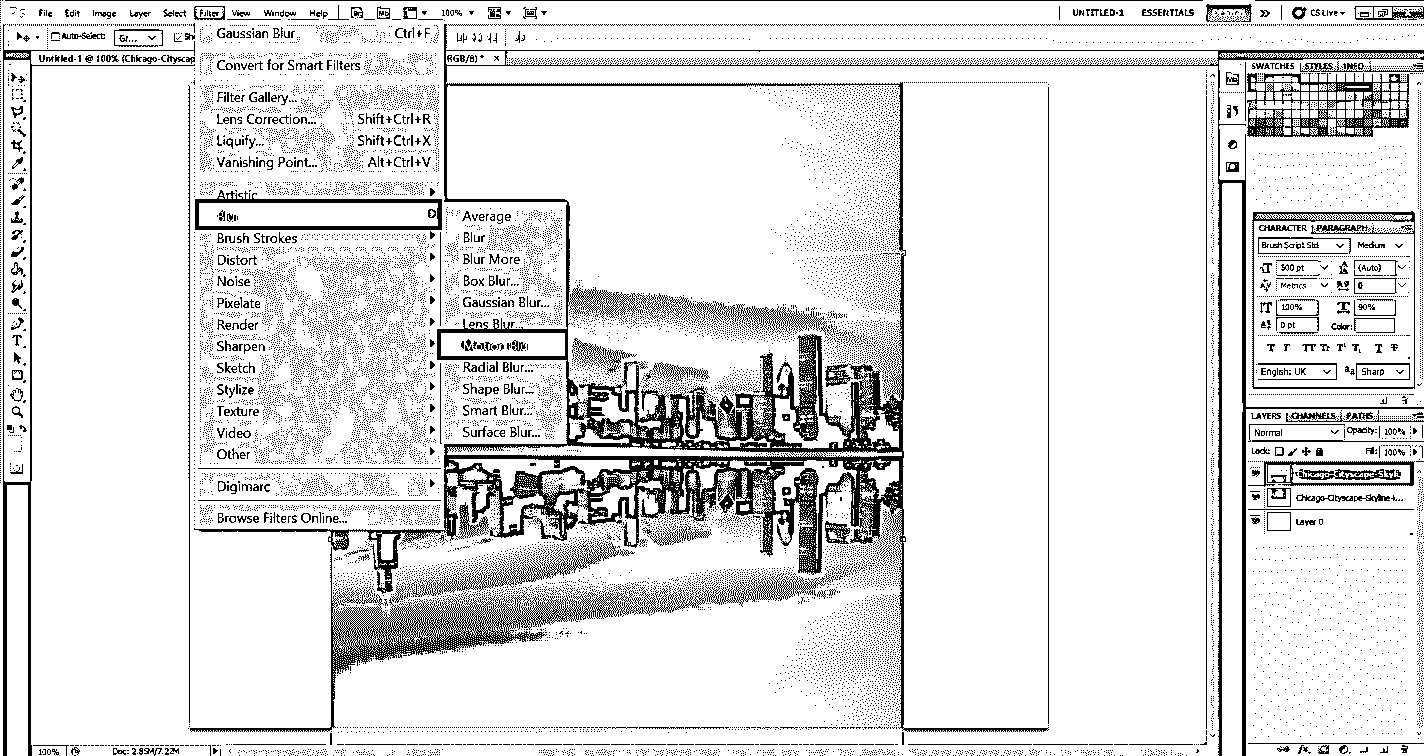 File Edit Image Layer Select Filter View Window Help Mb 100% UNTITLED-1 ESSENTIALS CS Live
Auto-Select: Gr...
Untitled-1 @ 100% (Chicago-Cityscap RGB/8) * x
Gaussian Blur Ctrl+F
Convert for Smart Filters
Filter Gallery...
Lens Correction... Shift+Ctrl+R
Liquify... Shift+Ctrl+X
Vanishing Point... Alt+Ctrl+V
Artistic
Blur
Brush Strokes
Distort
Noise
Pixelate
Render
Sharpen
Sketch
Stylize
Texture
Video
Other
Digimarc
Browse Filters Online...
Average
Blur
Blur More
Box Blur...
Gaussian Blur...
Lens Blur...
Motion Blur
Radial Blur...
Shape Blur...
Smart Blur...
Surface Blur...
SWATCHES STYLES INFO
CHARACTER PARAGRAPH
Brush Script Std Medium
500 pt (Auto)
Metrics 0
100% 90%
0 pt Color:
English: UK Sharp
LAYERS CHANNELS PATHS
Normal Opacity: 100%
Lock: Fill: 100%
Chicago-Cityscape-Skyline-i...
Layer 0
100% Doc: 2.85M/7.22M